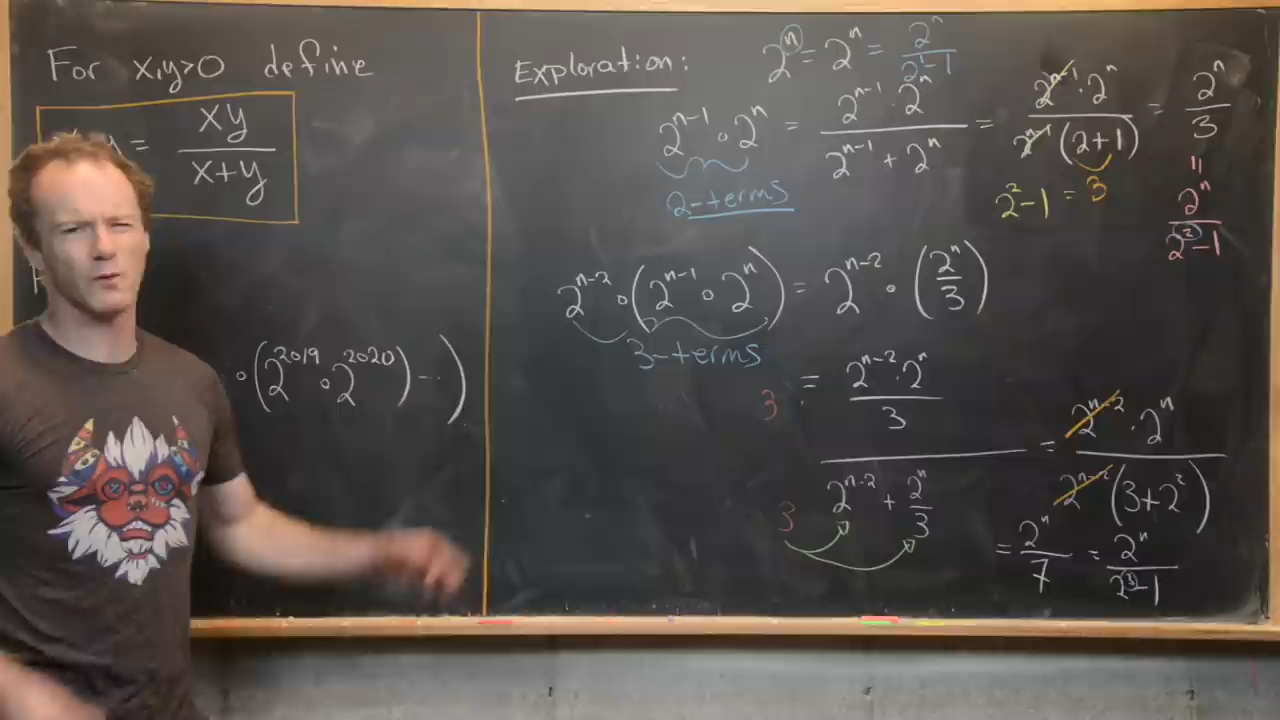 For x,y>0 define
y = xy / x+y
∘(2^2019 ∘ 2^2020) ⋯ )
Exploration:
2^n = 2^n = 2^n / 2^1-1
2^n-1 ∘ 2^n = 2^n-1 · 2^n / 2^n-1 + 2^n = 2^n-1 · 2^n / 2^n-1 (2+1) = 2^n / 3
2-terms
2^2-1 = 3
= 2^n / 2^2-1
2^n-2 ∘ (2^n-1 ∘ 2^n) = 2^n-2 ∘ (2^n / 3)
3-terms
3 · = 2^n-2 · 2^n / 3 = 2^n-2 · 2^n
3 2^n-2 + 2^n / 3 2^n-2 (3+2^2)
= 2^n / 7 = 2^n / 2^3-1